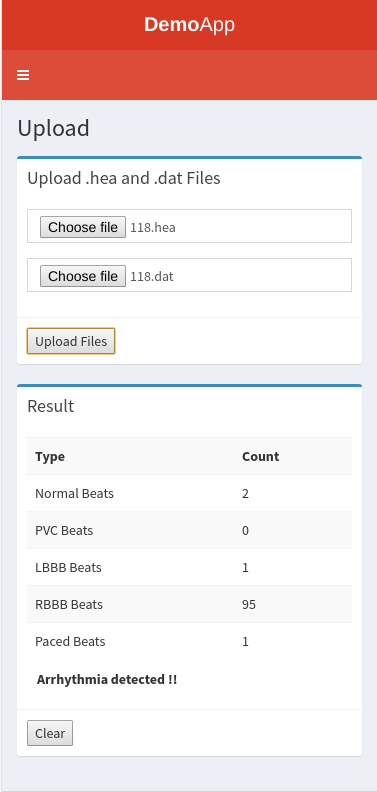 DemoApp
Upload
Upload .hea and .dat Files
Choose file 118.hea
Choose file 118.dat
Upload Files
Result
Type Count
Normal Beats 2
PVC Beats 0
LBBB Beats 1
RBBB Beats 95
Paced Beats 1
Arrhythmia detected !!
Clear